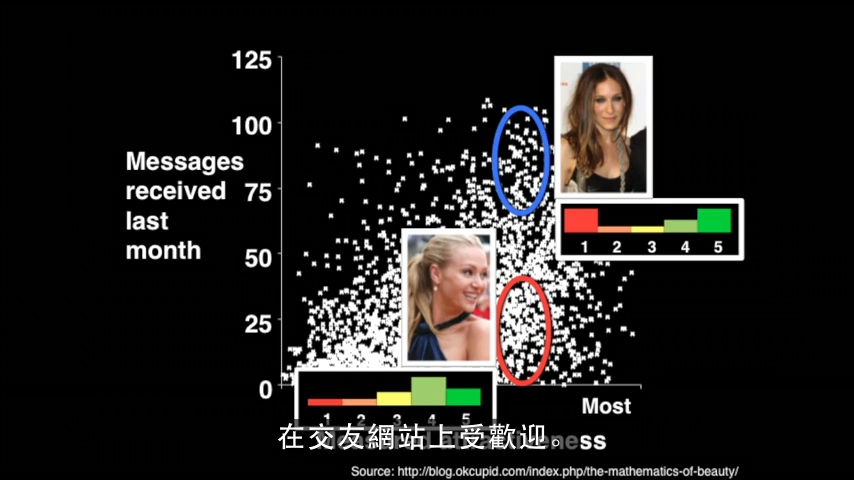 125
100
Messages
received
last
month
75
50
25
0
1 2 3 4 5
1 2 3 4 5
Most
在交友網站上受歡迎。
Source: http://blog.okcupid.com/index.php/the-mathematics-of-beauty/